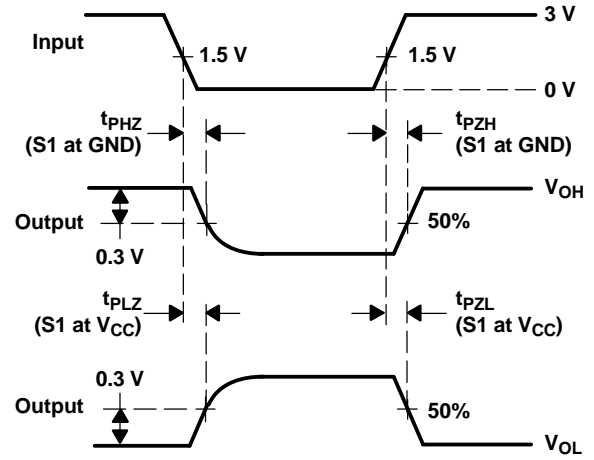 3 V
Input
1.5 V
1.5 V
0 V
tPHZ
(S1 at GND)
tPZH
(S1 at GND)
VOH
Output
50%
0.3 V
tPLZ
(S1 at VCC)
tPZL
(S1 at VCC)
0.3 V
Output
50%
VOL